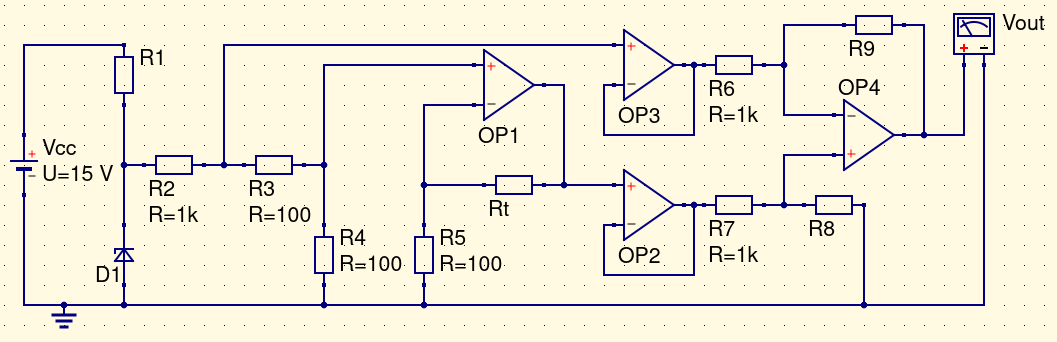 Vout
R1
R9
R6
R=1k
OP4
OP3
OP1
Vcc
U=15 V
R2
R=1k
R3
R=100
Rt
R7
R=1k
R8
R4
R=100
R5
R=100
OP2
D1